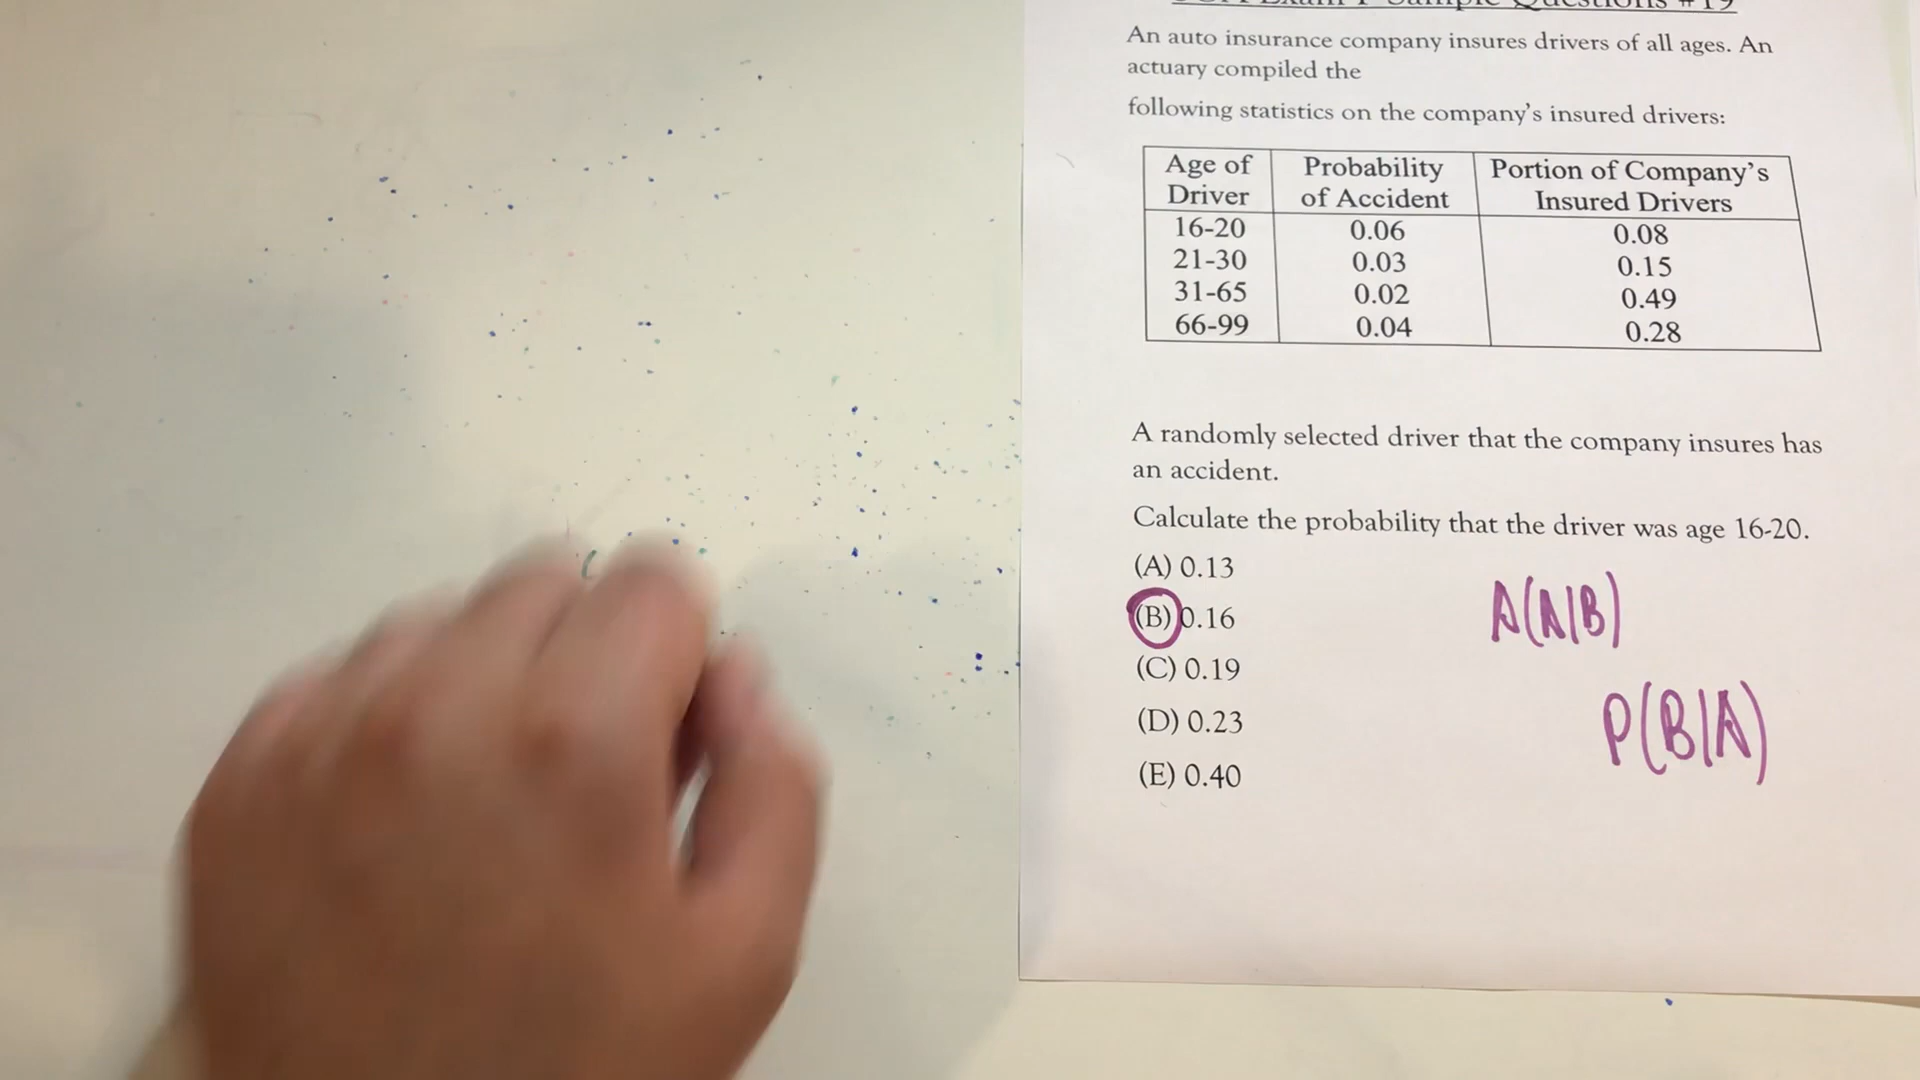 Exam P Sample Questions #19
An auto insurance company insures drivers of all ages. An
actuary compiled the
following statistics on the company's insured drivers:
Age of Driver Probability of Accident Portion of Company's Insured Drivers
16-20 0.06 0.08
21-30 0.03 0.15
31-65 0.02 0.49
66-99 0.04 0.28
A randomly selected driver that the company insures has
an accident.
Calculate the probability that the driver was age 16-20.
(A) 0.13
(B) 0.16
(C) 0.19
(D) 0.23
(E) 0.40
A(A|B)
P(B|A)